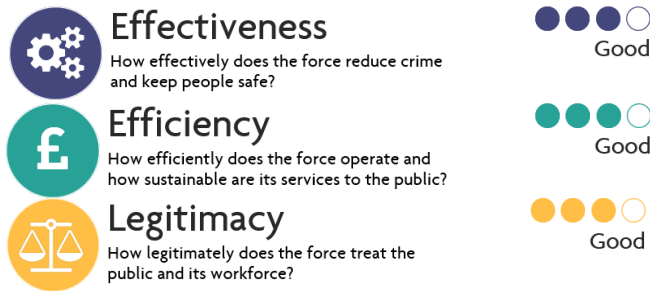 Effectiveness
Good
How effectively does the force reduce crime
and keep people safe?
Efficiency
Good
How efficiently does the force operate and
how sustainable are its services to the public?
£
Legitimacy
Good
How legitimately does the force treat the
public and its workforce?